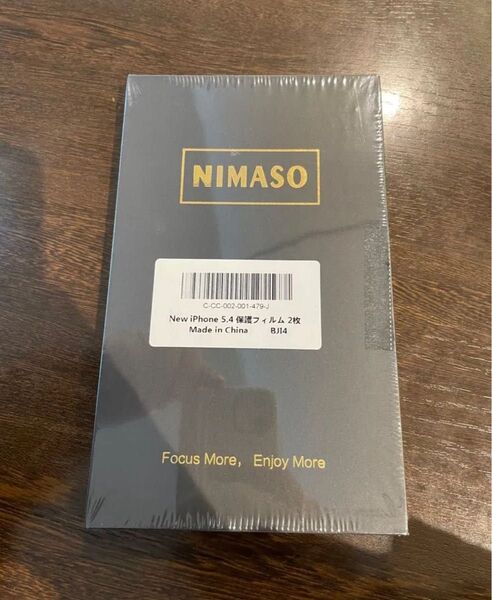 NIMASO
C-CC-002-001-479-J
New iPhone 5.4 保護フィルム 2枚
Made in China BJI4
Focus More, Enjoy More